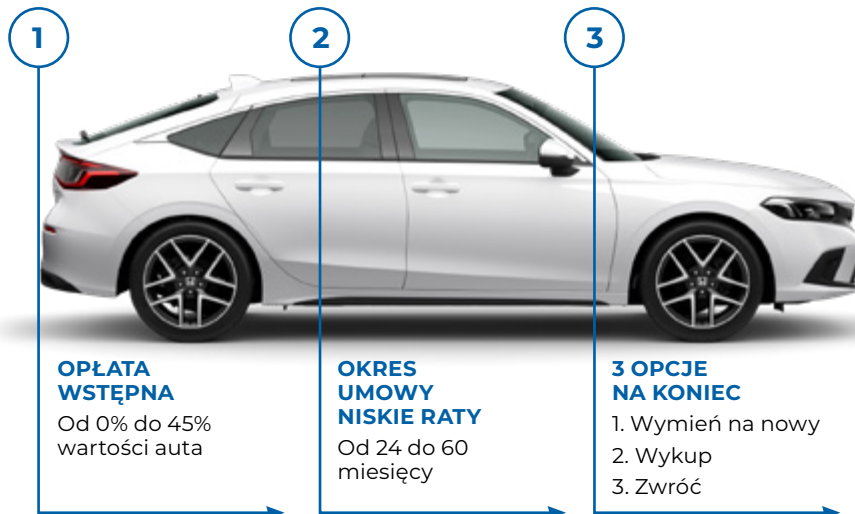 1
2
3
OPŁATA
WSTĘPNA
Od 0% do 45%
wartości auta
OKRES
UMOWY
NISKIE RATY
Od 24 do 60
miesięcy
3 OPCJE
NA KONIEC
1. Wymień na nowy
2. Wykup
3. Zwróć